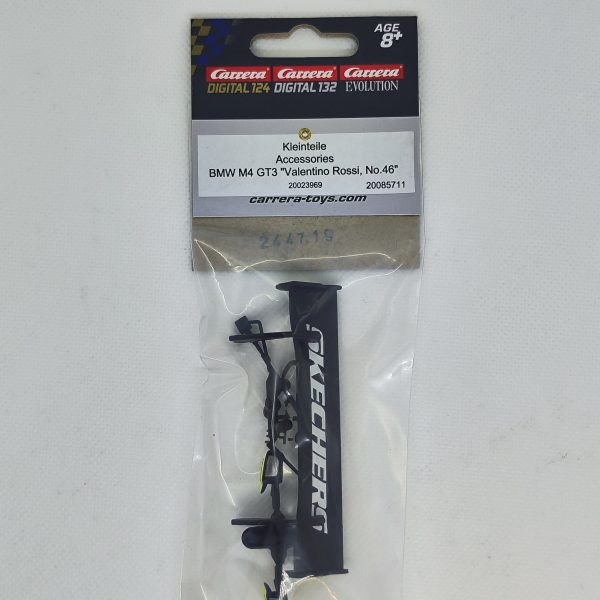 AGE
8+
Carrera Carrera Carrera
DIGITAL 124 DIGITAL 132 EVOLUTION
Kleinteile
Accessories
BMW M4 GT3 "Valentino Rossi, No.46"
20023969 20085711
carrera-toys.com
2447.19
SKECHERS